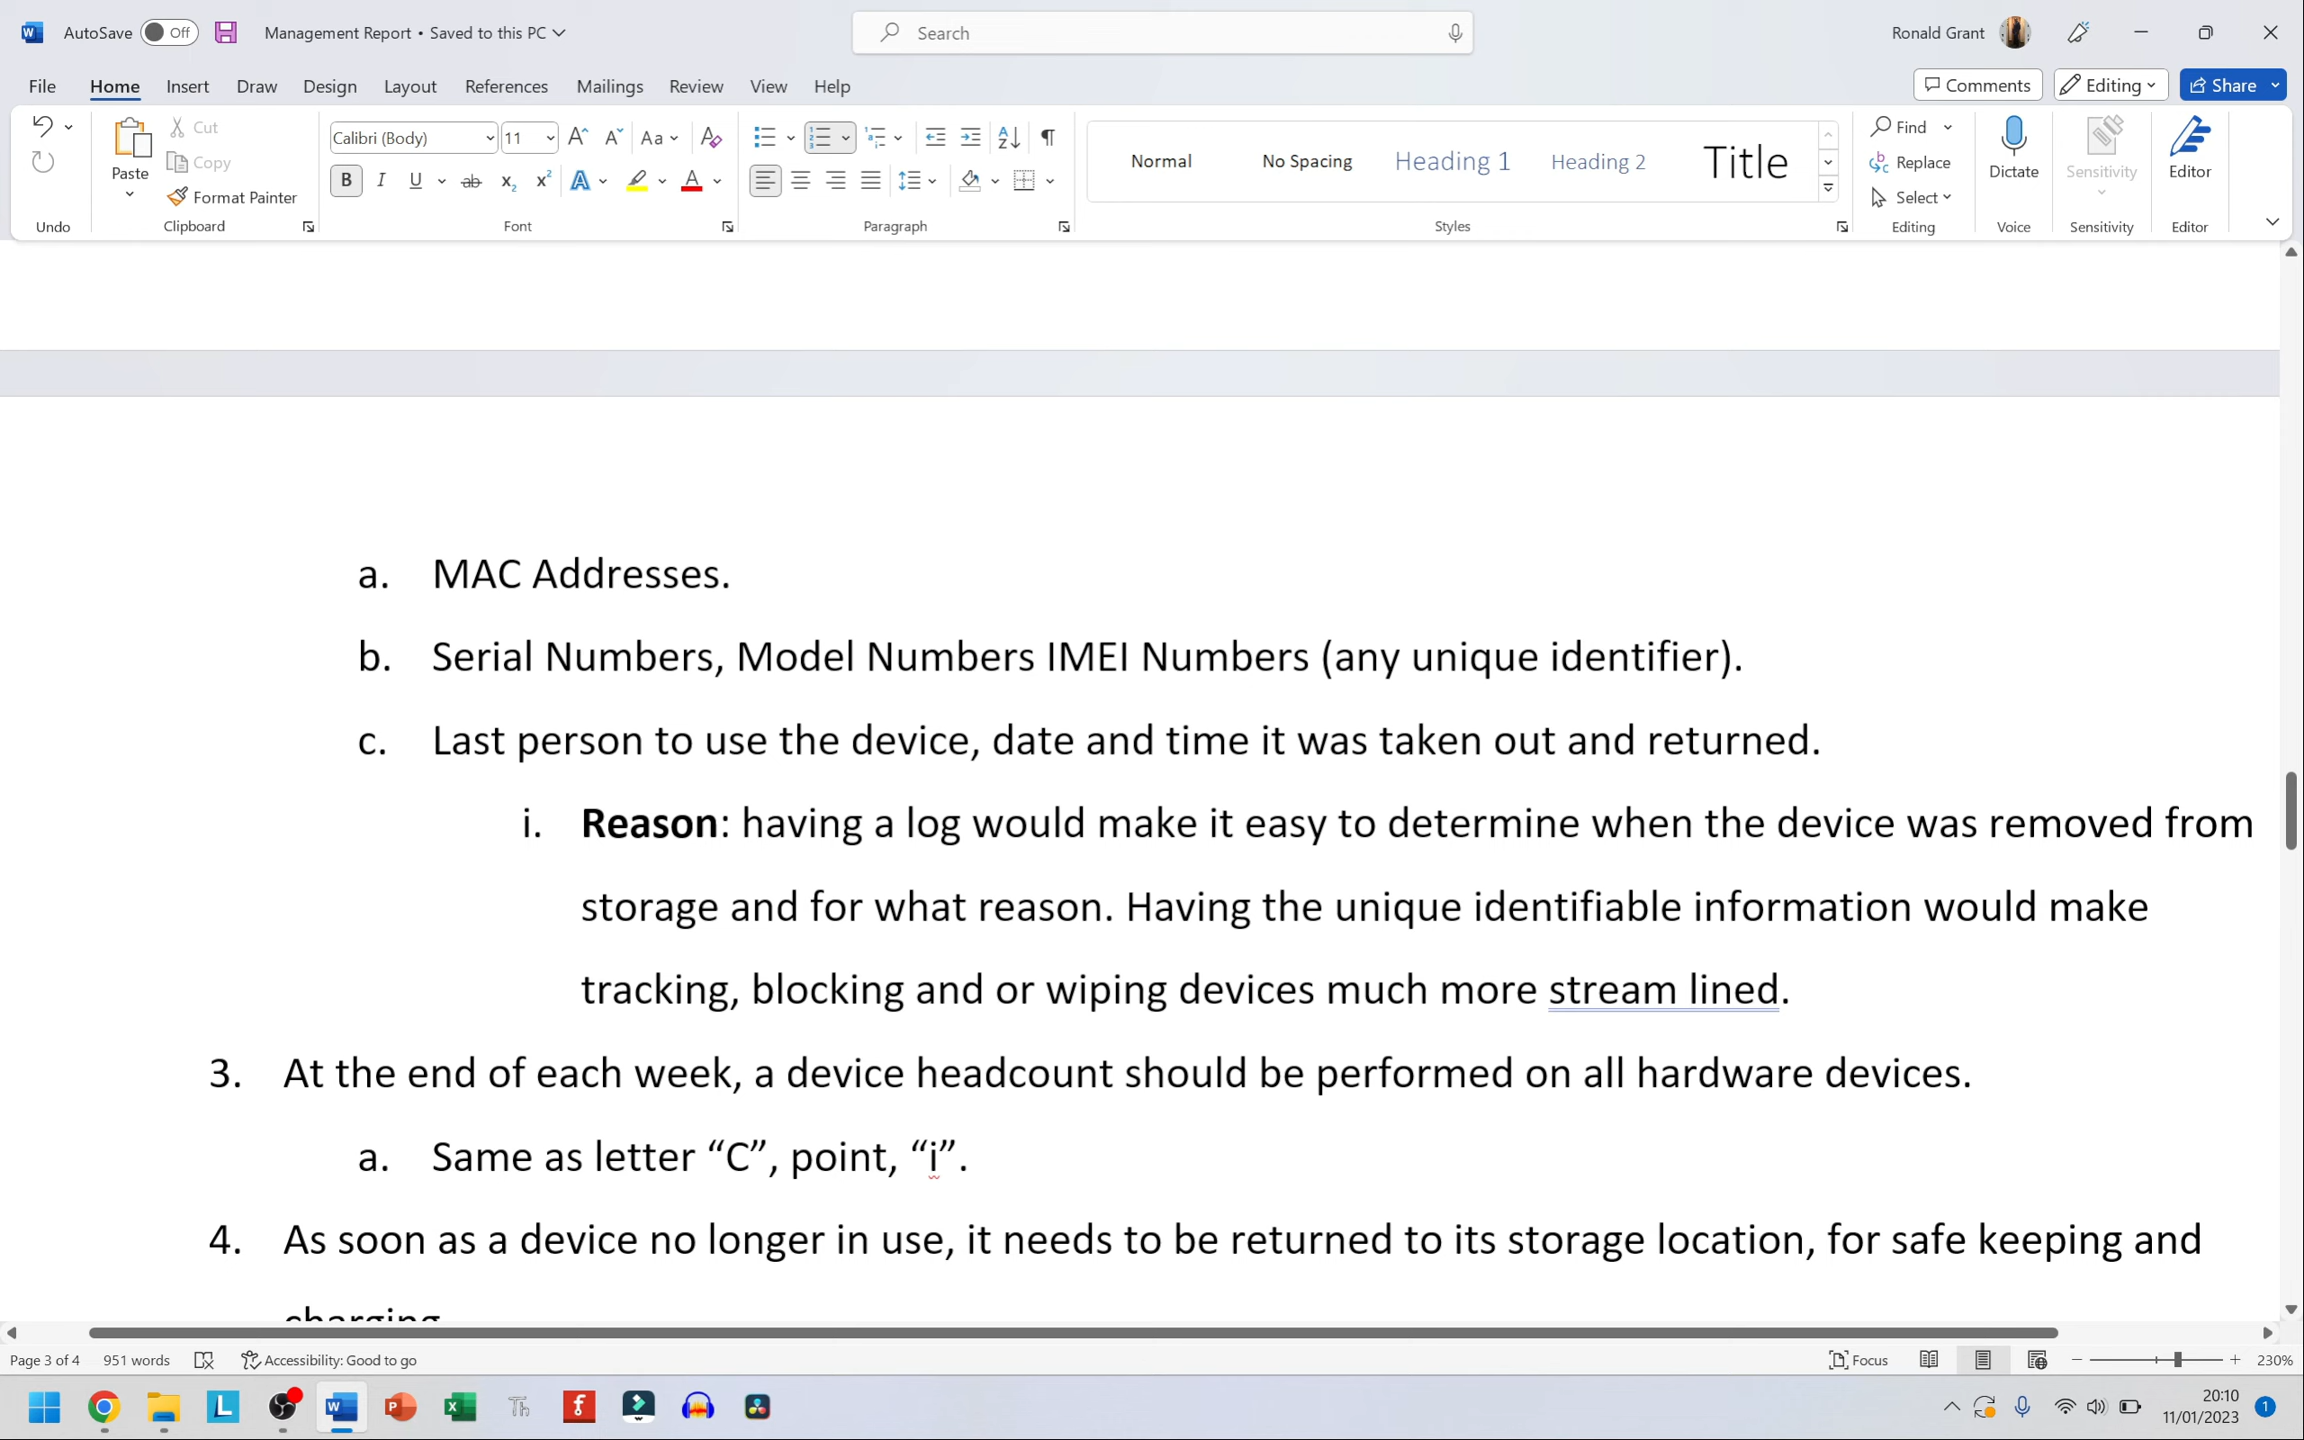 AutoSave Off Management Report • Saved to this PC Search Ronald Grant
File Home Insert Draw Design Layout References Mailings Review View Help Comments Editing Share
Paste Cut Copy Format Painter
Calibri (Body) 11
Aa
Normal No Spacing Heading 1 Heading 2 Title
Find Replace Select
Dictate Sensitivity Editor
Undo Clipboard Font Paragraph Styles Editing Voice Sensitivity Editor
a. MAC Addresses.
b. Serial Numbers, Model Numbers IMEI Numbers (any unique identifier).
c. Last person to use the device, date and time it was taken out and returned.
i. Reason: having a log would make it easy to determine when the device was removed from
storage and for what reason. Having the unique identifiable information would make
tracking, blocking and or wiping devices much more stream lined.
3. At the end of each week, a device headcount should be performed on all hardware devices.
a. Same as letter “C”, point, “i”.
4. As soon as a device no longer in use, it needs to be returned to its storage location, for safe keeping and
charging
Page 3 of 4 951 words Accessibility: Good to go Focus 230%
20:10
11/01/2023 1